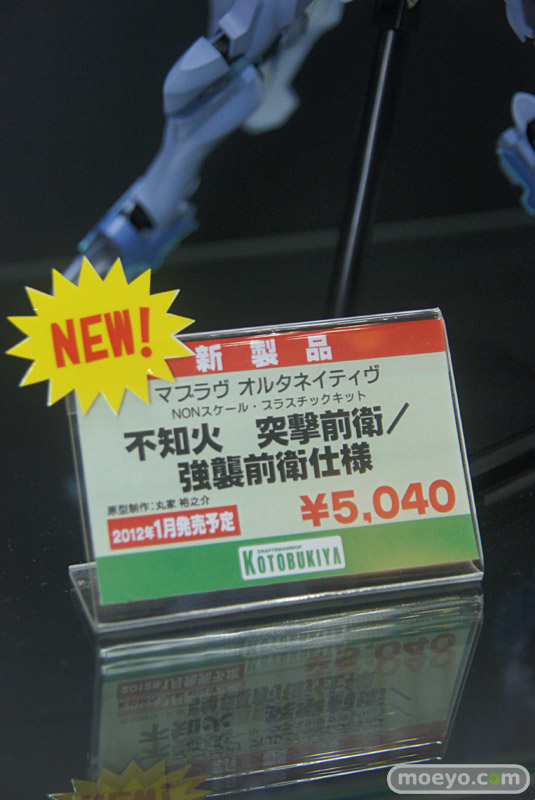 NEW!
新製品
マブラヴ オルタネイティヴ
NONスケール・プラスチックキット
不知火 突撃前衛/
強襲前衛仕様
原型制作:丸家 裕之介
¥5,040
2012年1月発売予定
CRAFTSMANSHIP
KOTOBUKIYA
moeyo.com